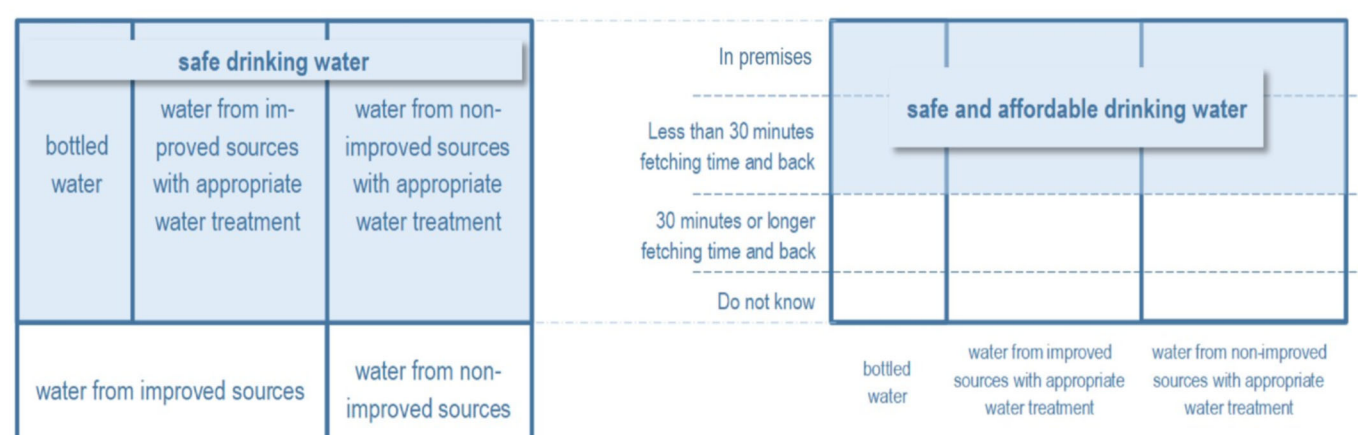 safe drinking water
bottled
water
water from im-
proved sources
with appropriate
water treatment
water from non-
improved sources
with appropriate
water treatment
water from improved sources
water from non-
improved sources
In premises
Less than 30 minutes
fetching time and back
30 minutes or longer
fetching time and back
Do not know
safe and affordable drinking water
bottled
water
water from improved
sources with appropriate
water treatment
water from non-improved
sources with appropriate
water treatment